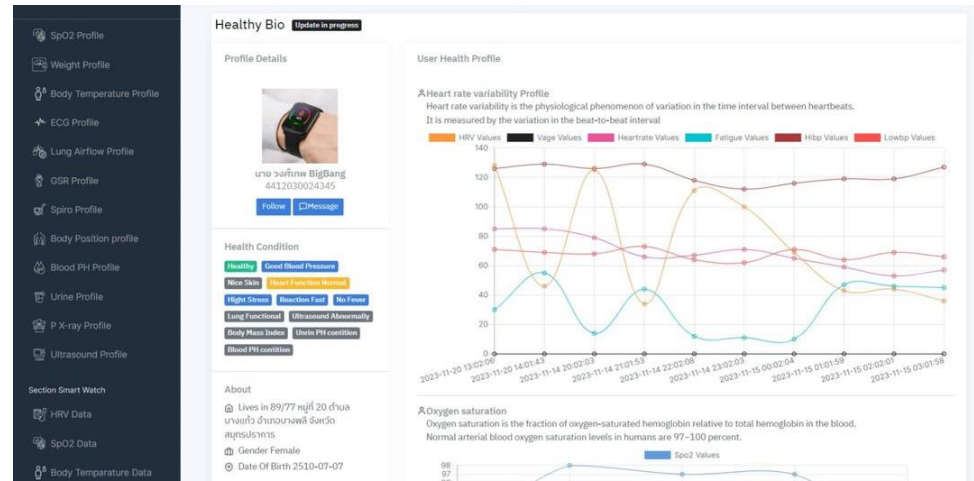 SpO2 Profile
Weight Profile
Body Temperature Profile
ECG Profile
Lung Airflow Profile
GSR Profile
Spiro Profile
Body Position profile
Blood PH Profile
Urine Profile
P X-ray Profile
Ultrasound Profile
Section Smart Watch
HRV Data
SpO2 Data
Body Temparature Data
Healthy Bio Update in progress
Profile Details
นาย วงศ์เทพ BigBang
4412030024345
Follow Message
Health Condition
Healthy Good Blood Pressure
Nice Skin Heart Function Normal
Hight Stress Reaction Fast No Fever
Lung Functional Ultrasound Abnormally
Body Mass Index Unrin PH contition
Blood PH contition
About
Lives in 89/77 หมู่ที่ 20 ตำบล
บางแก้ว อำเภอบางพลี จังหวัด
สมุทรปราการ
Gender Female
Date Of Birth 2510-07-07
User Health Profile
Heart rate variability Profile
Heart rate variability is the physiological phenomenon of variation in the time interval between heartbeats.
It is measured by the variation in the beat-to-beat interval
HRV Values Vage Values Heartrate Values Fatigue Values Hibp Values Lowbp Values
140
120
100
80
60
40
20
0
2023-11-20 13:02:06
2023-11-20 14:01:43
2023-11-14 20:02:03
2023-11-14 21:01:53
2023-11-14 22:02:08
2023-11-14 23:02:03
2023-11-15 00:02:04
2023-11-15 01:01:59
2023-11-15 02:02:01
2023-11-15 03:01:58
Oxygen saturation
Oxygen saturation is the fraction of oxygen-saturated hemoglobin relative to total hemoglobin in the blood.
Normal arterial blood oxygen saturation levels in humans are 97–100 percent.
Spo2 Values
98
97